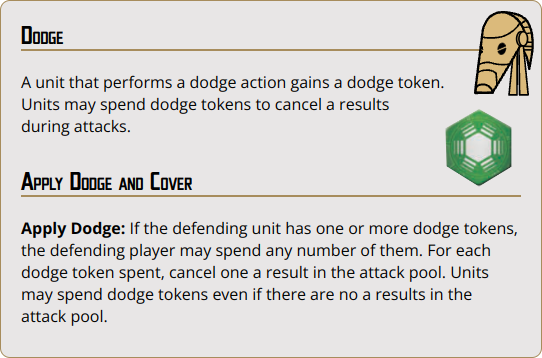 Dodge
A unit that performs a dodge action gains a dodge token.
Units may spend dodge tokens to cancel a results
during attacks.
Apply Dodge and Cover
Apply Dodge: If the defending unit has one or more dodge tokens,
the defending player may spend any number of them. For each
dodge token spent, cancel one a result in the attack pool. Units
may spend dodge tokens even if there are no a results in the
attack pool.